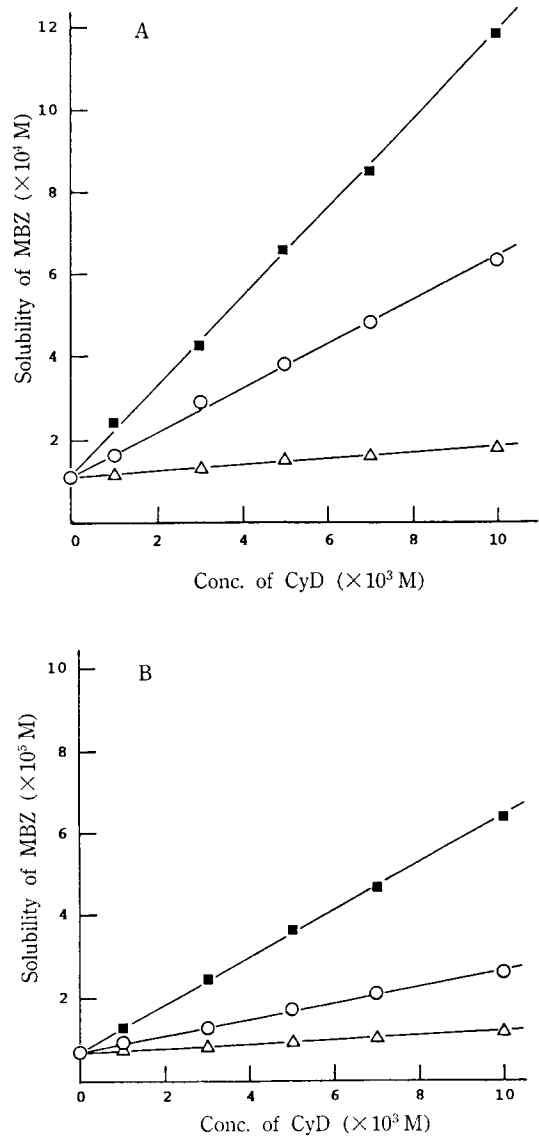 A
12
10
8
6
4
2
Solubility of MBZ (×10⁴ M)
0 2 4 6 8 10
Conc. of CyD (×10³ M)
B
10
8
6
4
2
Solubility of MBZ (×10⁵ M)
0 2 4 6 8 10
Conc. of CyD (×10³ M)